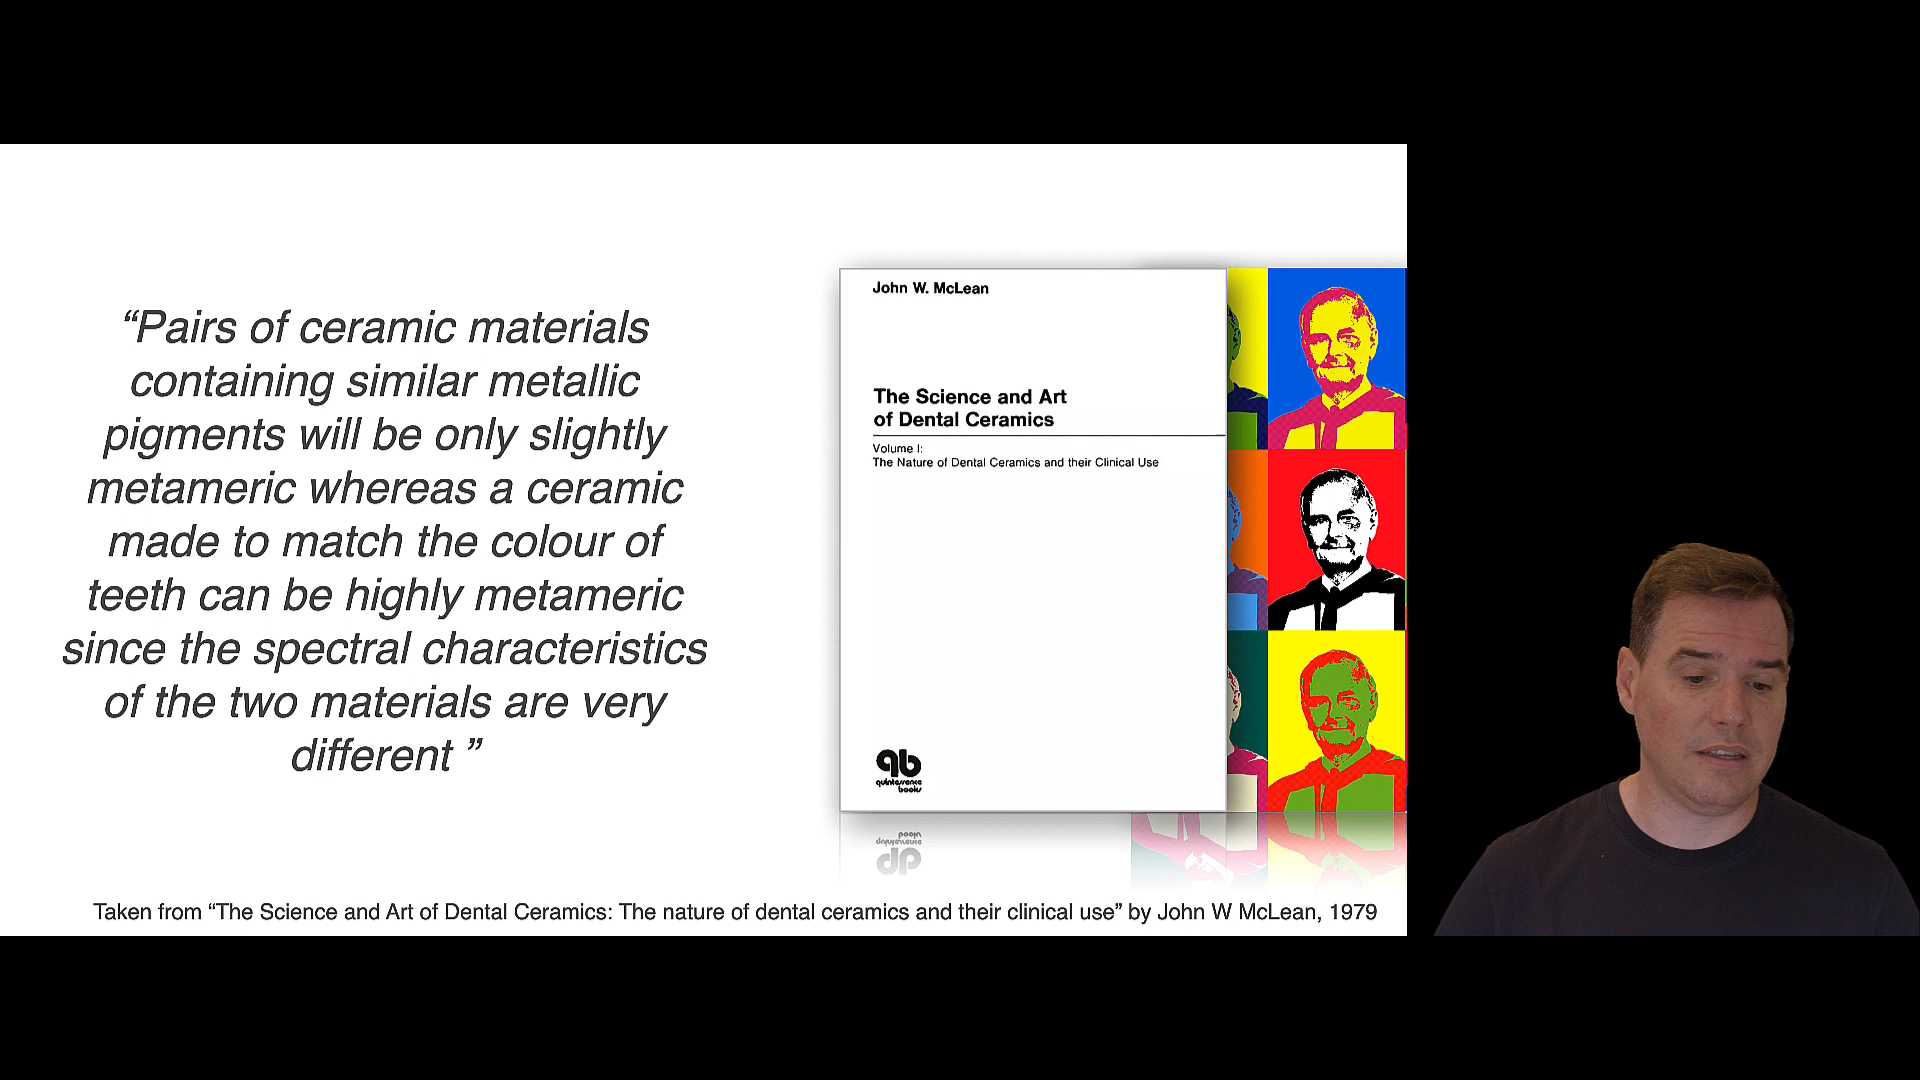 “Pairs of ceramic materials
containing similar metallic
pigments will be only slightly
metameric whereas a ceramic
made to match the colour of
teeth can be highly metameric
since the spectral characteristics
of the two materials are very
different ”
John W. McLean
The Science and Art
of Dental Ceramics
Volume I:
The Nature of Dental Ceramics and their Clinical Use
qb
quintessence
books
Taken from “The Science and Art of Dental Ceramics: The nature of dental ceramics and their clinical use” by John W McLean, 1979